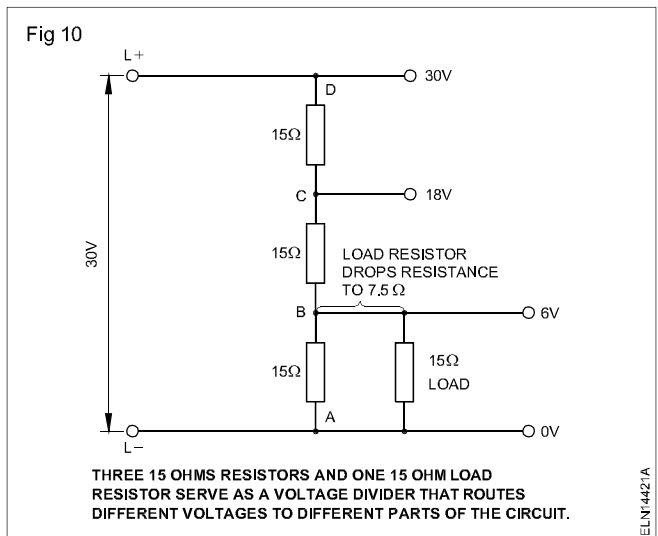 Fig 10
L+
D
30V
15Ω
C
18V
30V
15Ω
LOAD RESISTOR
DROPS RESISTANCE
TO 7.5 Ω
B
6V
15Ω
15Ω
LOAD
A
0V
L–
THREE 15 OHMS RESISTORS AND ONE 15 OHM LOAD
RESISTOR SERVE AS A VOLTAGE DIVIDER THAT ROUTES
DIFFERENT VOLTAGES TO DIFFERENT PARTS OF THE CIRCUIT.
ELN14421A